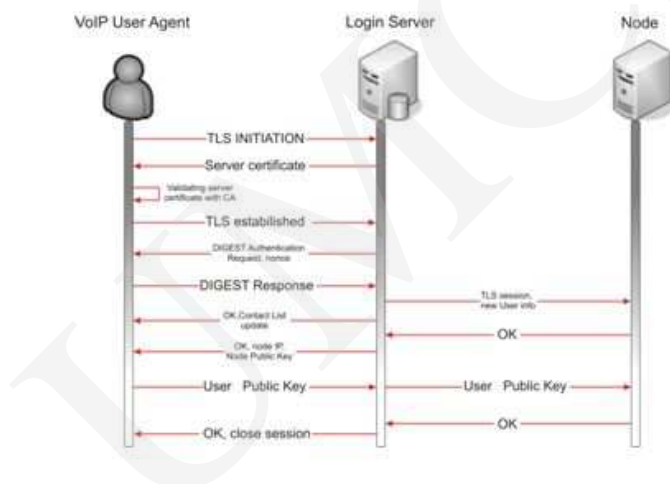 VoIP User Agent
Login Server
Node
TLS INITIATION
Server certificate
Validating server
certificate with CA
TLS estabilished
DIGEST Authentication
Request, nonce
DIGEST Response
TLS session,
new User info
OK,Contact List
update
OK
OK, node IP,
Node Public Key
User Public Key
User Public Key
OK
OK, close session
UMC